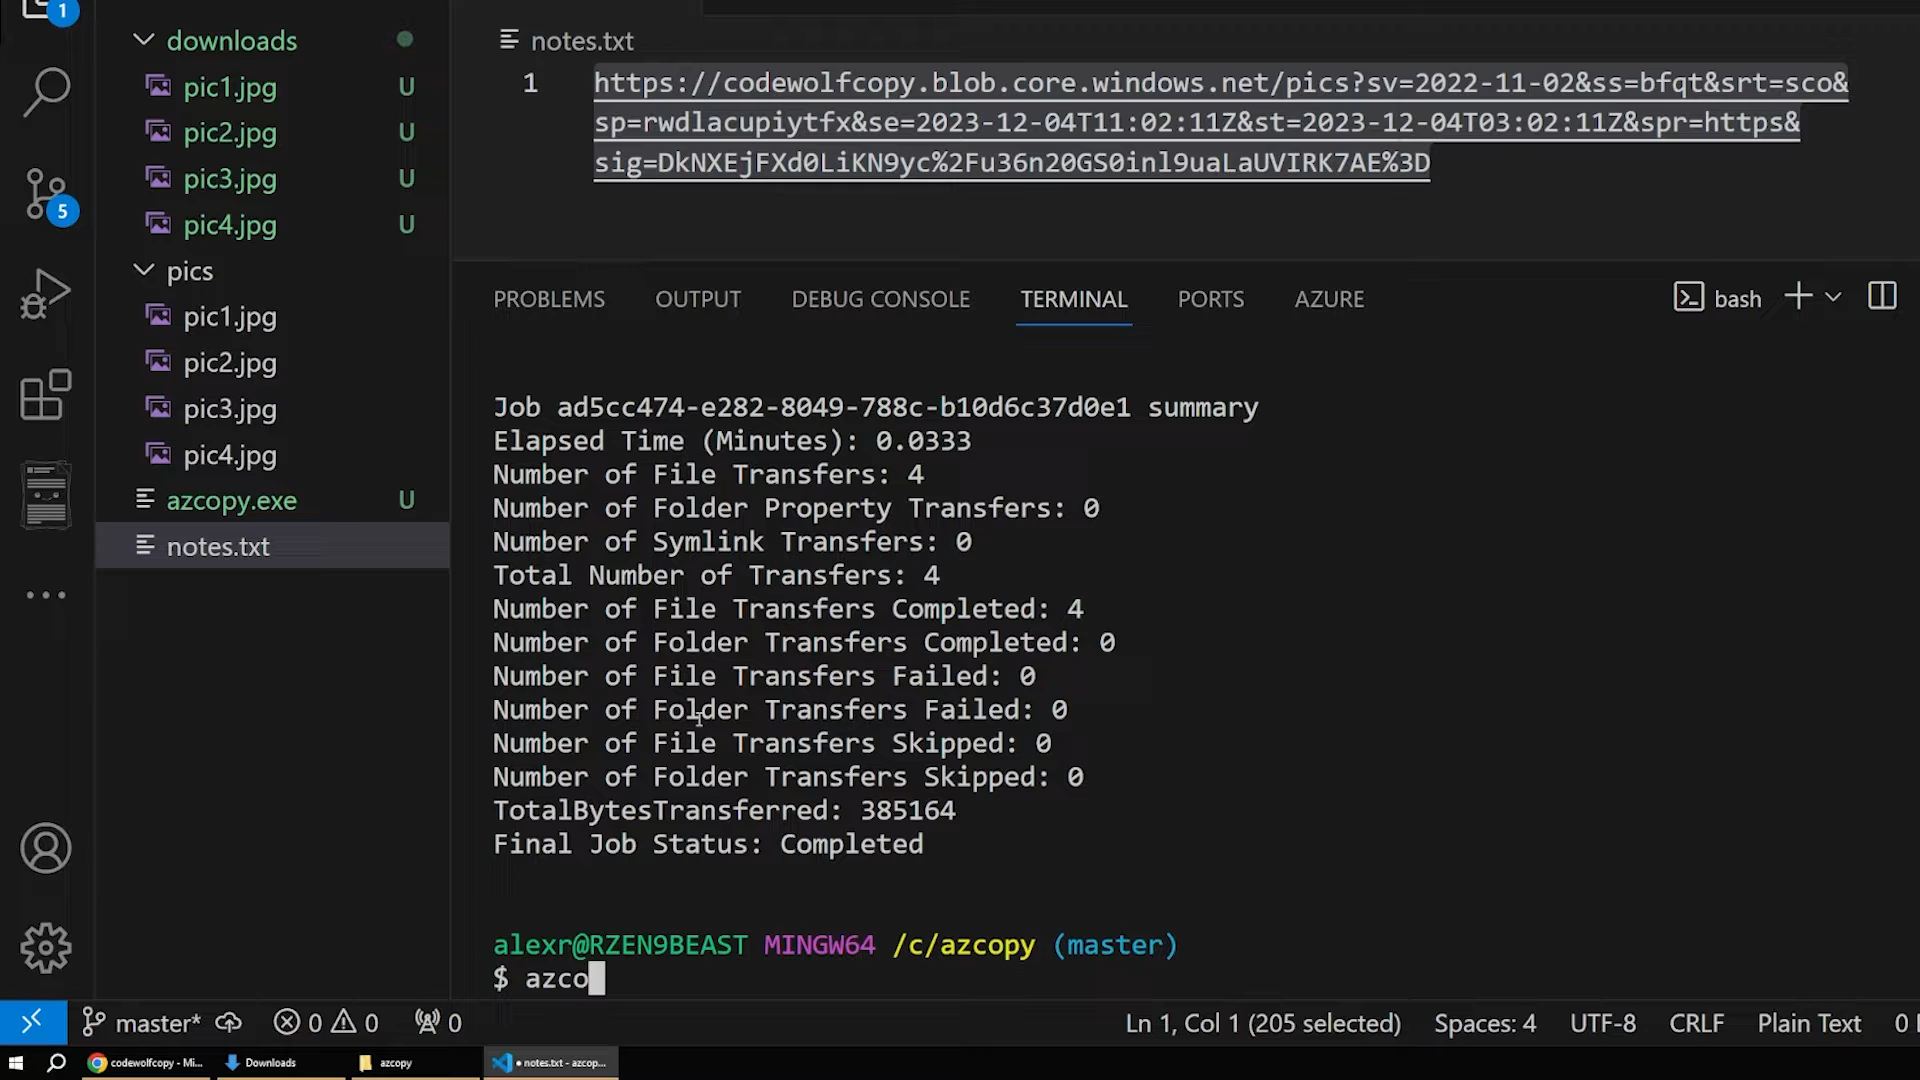 1
downloads
pic1.jpg U
pic2.jpg U
pic3.jpg U
pic4.jpg U
5
pics
pic1.jpg
pic2.jpg
pic3.jpg
pic4.jpg
azcopy.exe U
notes.txt
notes.txt
1 https://codewolfcopy.blob.core.windows.net/pics?sv=2022-11-02&ss=bfqt&srt=sco&
sp=rwdlacupiytfx&se=2023-12-04T11:02:11Z&st=2023-12-04T03:02:11Z&spr=https&
sig=DkNXEjFXd0LiKN9yc%2Fu36n20GS0inl9uaLaUVIRK7AE%3D
PROBLEMS OUTPUT DEBUG CONSOLE TERMINAL PORTS AZURE bash
Job ad5cc474-e282-8049-788c-b10d6c37d0e1 summary
Elapsed Time (Minutes): 0.0333
Number of File Transfers: 4
Number of Folder Property Transfers: 0
Number of Symlink Transfers: 0
Total Number of Transfers: 4
Number of File Transfers Completed: 4
Number of Folder Transfers Completed: 0
Number of File Transfers Failed: 0
Number of Folder Transfers Failed: 0
Number of File Transfers Skipped: 0
Number of Folder Transfers Skipped: 0
TotalBytesTransferred: 385164
Final Job Status: Completed
alexr@RZEN9BEAST MINGW64 /c/azcopy (master)
$ azco
master* 0 0 0 Ln 1, Col 1 (205 selected) Spaces: 4 UTF-8 CRLF Plain Text 0
codewolfcopy - Mi... Downloads azcopy • notes.txt - azcop...